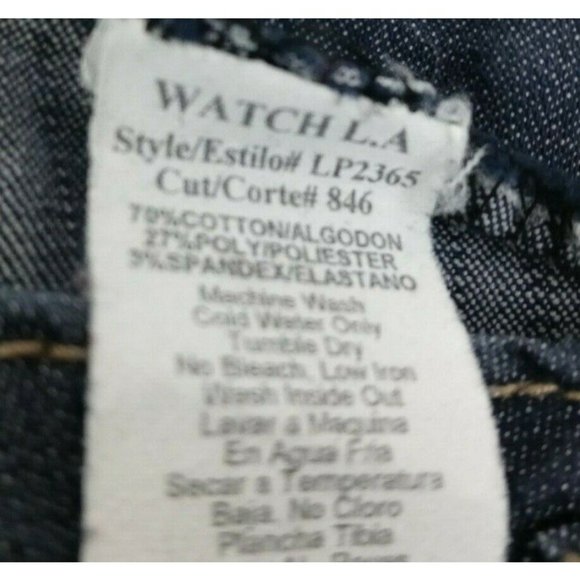 WATCH L.A
Style/Estilo# LP2365
Cut/Corte# 846
70%COTTON/ALGODON
27%POLY/POLIESTER
3%SPANDEX/ELASTANO
Machine Wash
Cold Water Only
Tumble Dry
No Bleach, Low Iron
Wash Inside Out
Lavar a Maquina
En Agua Fria
Secar a Temperatura
Baja, No Cloro
Plancha Tibia